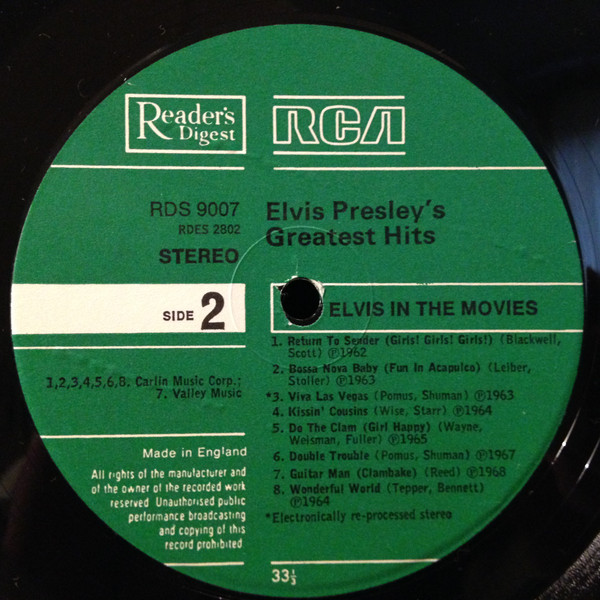 Reader's
Digest
RCA
RDS 9007
RDES 2802
STEREO
Elvis Presley's
Greatest Hits
SIDE 2
ELVIS IN THE MOVIES
1. Return To Sender (Girls! Girls! Girls!) (Blackwell,
Scott) ℗1962
2. Bossa Nova Baby (Fun In Acapulco) (Leiber,
Stoller) ℗1963
*3. Viva Las Vegas (Pomus, Shuman) ℗1963
4. Kissin' Cousins (Wise, Starr) ℗1964
5. Do The Clam (Girl Happy) (Wayne,
Weisman, Fuller) ℗1965
6. Double Trouble (Pomus, Shuman) ℗1967
7. Guitar Man (Clambake) (Reed) ℗1968
8. Wonderful World (Tepper, Bennett)
℗1964
*Electronically re-processed stereo
1,2,3,4,5,6,8. Carlin Music Corp.;
7. Valley Music
Made in England
All rights of the manufacturer and
of the owner of the recorded work
reserved. Unauthorised public
performance broadcasting
and copying of this
record prohibited.
33⅓